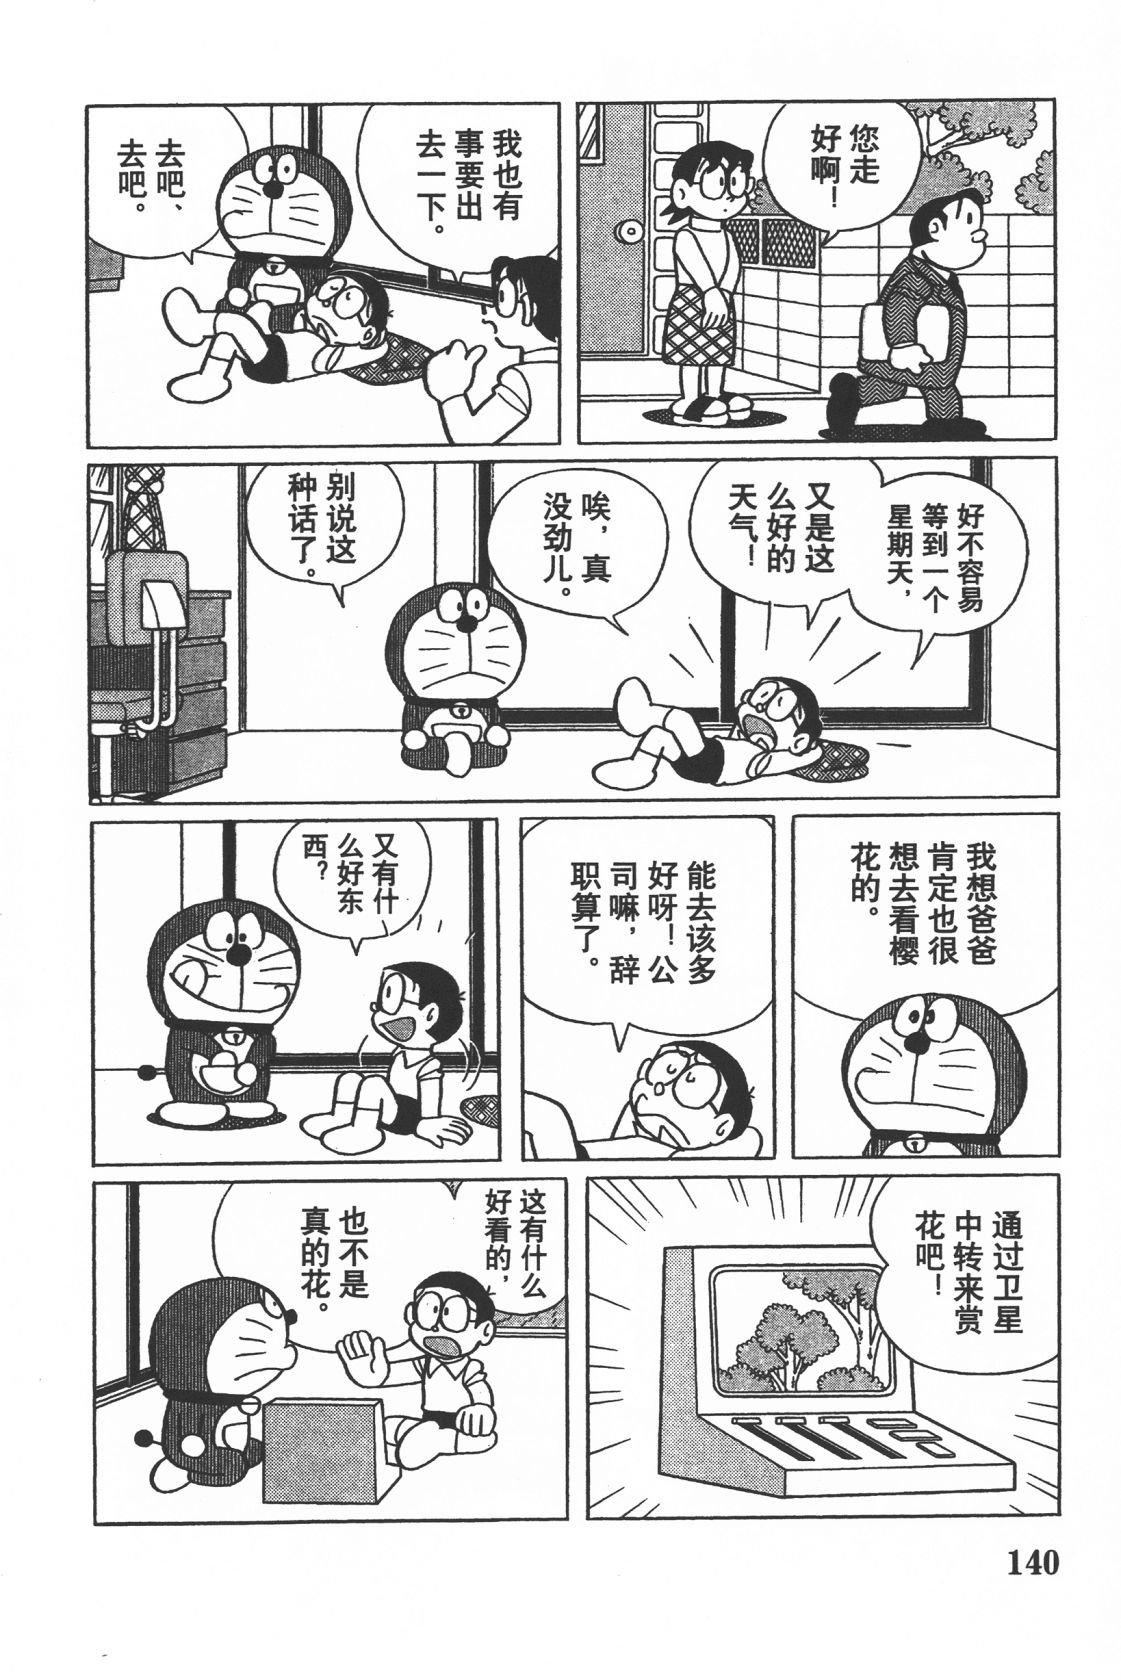 您走
好啊！
我也有
事要出
去一下。
去吧、
去吧。
好不容易
等到一个
星期天，
又是这
么好的
天气！
唉，真
没劲儿。
别说这
种话了。
我想爸爸
肯定也很
想去看樱
花的。
能去该多
好呀！公
司嘛，辞
职算了。
又有什
么好东
西？
通过卫星
中转来赏
花吧！
这有什么
好看的，
也不是
真的花。
140